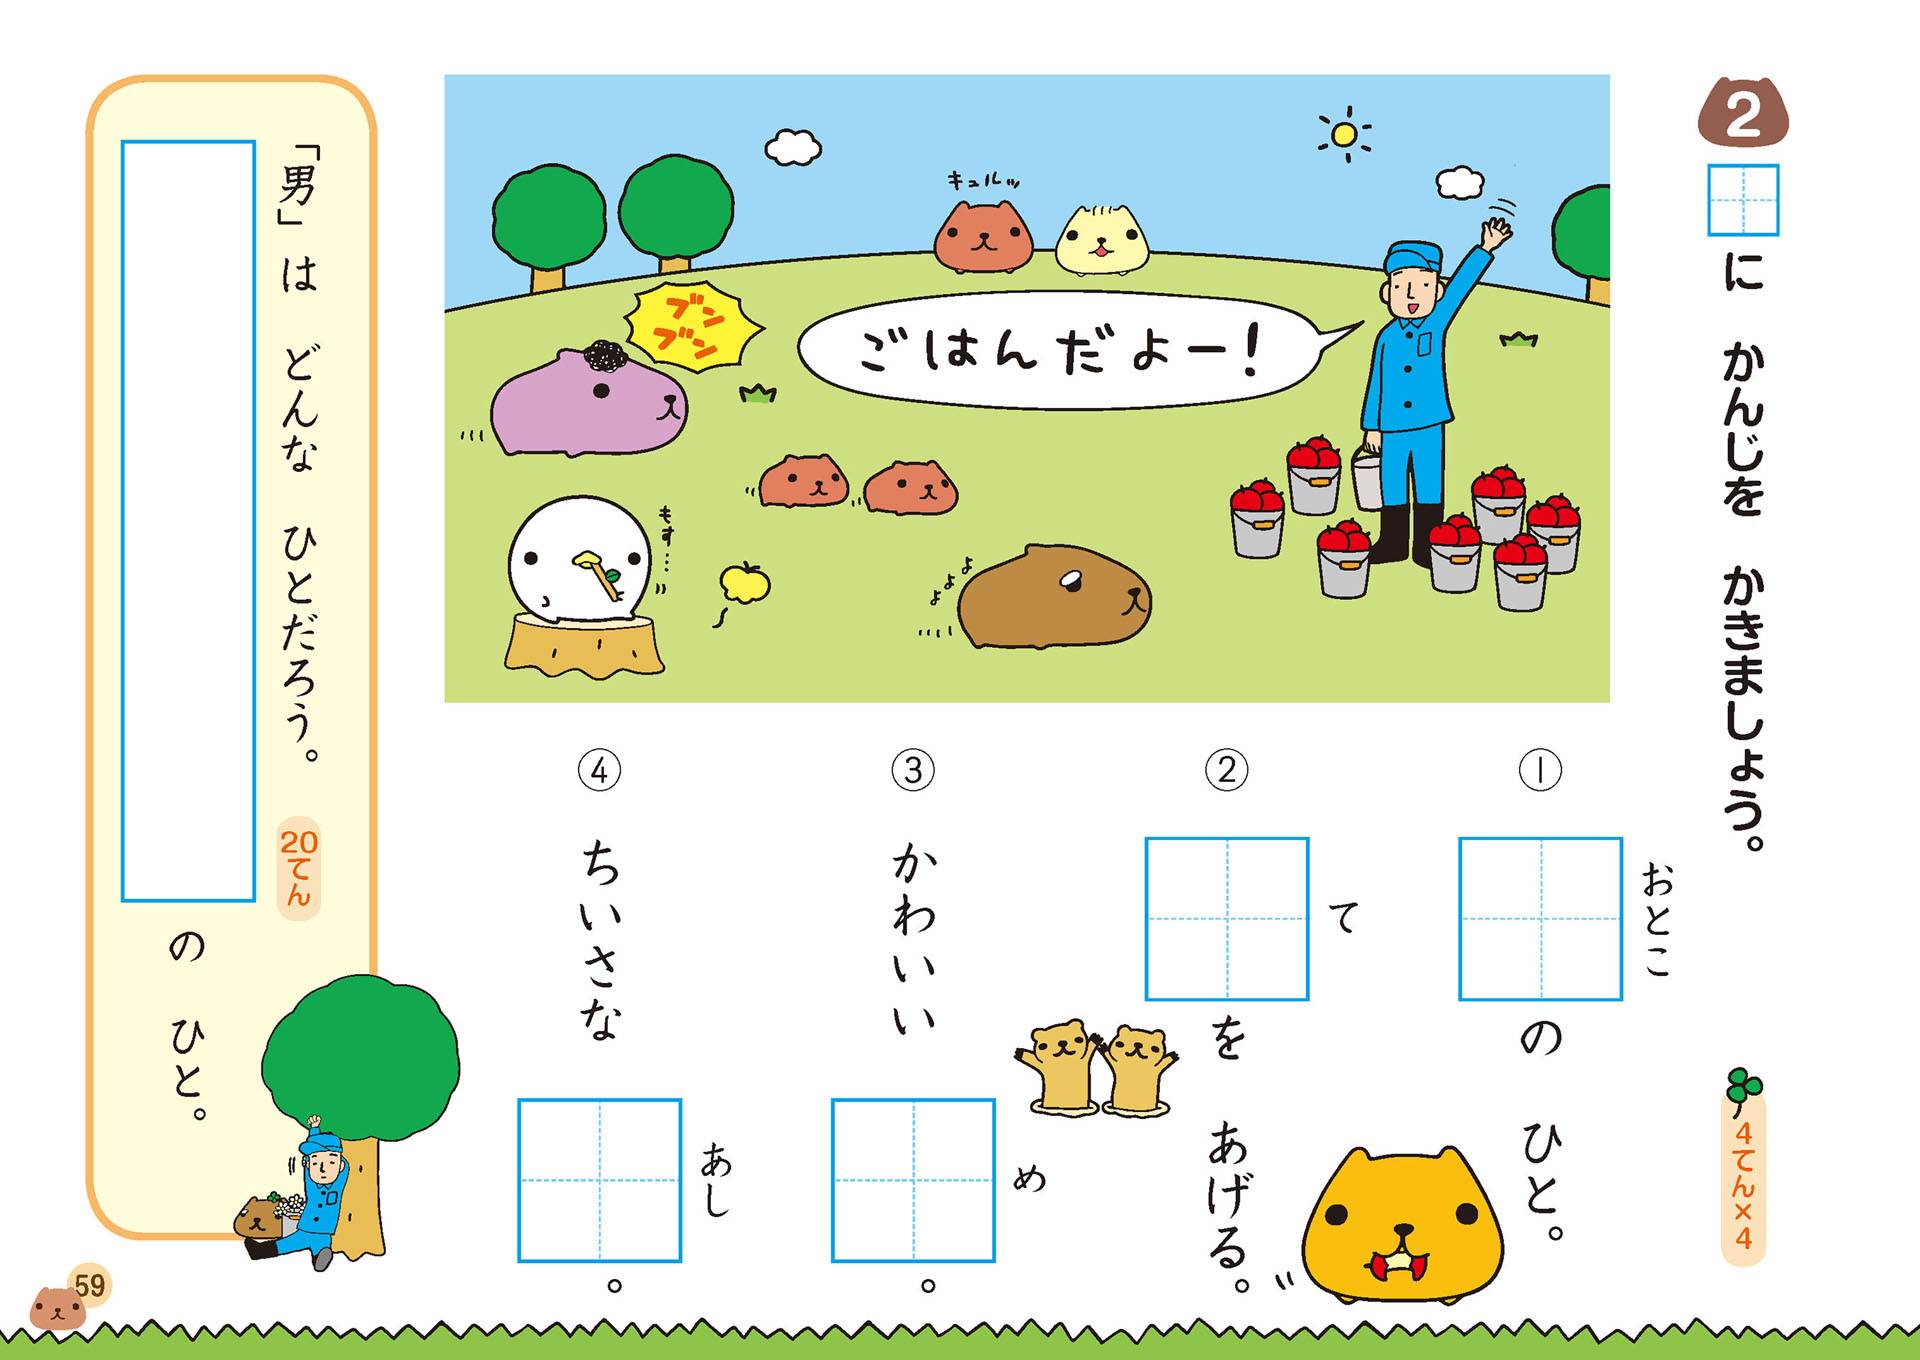 2
に かんじを かきましょう。
4てん×4
キュルッ
ブンブン
ごはんだよー!
もす…
よよよ
①
おとこ
の ひと。
②
て
を あげる。
③
かわいい
め
。
④
ちいさな
あし
。
「男」は どんな ひとだろう。
20てん
の ひと。
59